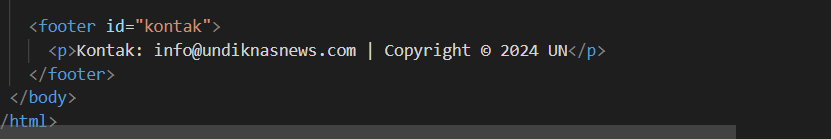 <footer id="kontak">
<p>Kontak: info@undiknasnews.com | Copyright © 2024 UN</p>
</footer>
</body>
/html>